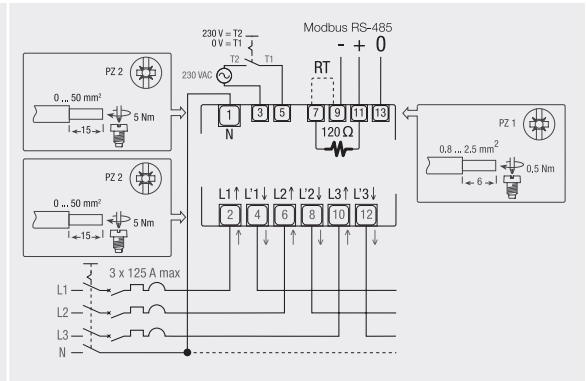 230 V = T2
0 V = T1
Modbus RS-485
- + 0
T2 T1
230 VAC
RT
PZ 2
0 ... 50 mm²
15
5 Nm
1 3 5 7 9 11 13
N
120 Ω
PZ 1
0.8 ... 2.5 mm²
6
0,5 Nm
PZ 2
0 ... 50 mm²
15
5 Nm
L1↑ L'1↓ L2↑ L'2↓ L3↑ L'3↓
2 4 6 8 10 12
3 x 125 A max
L1
L2
L3
N